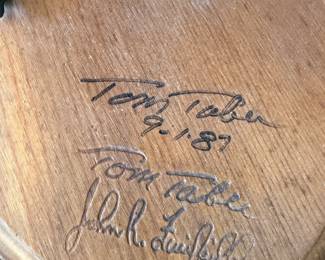 Tom Taber
9-1-87
Tom Taber
John R.